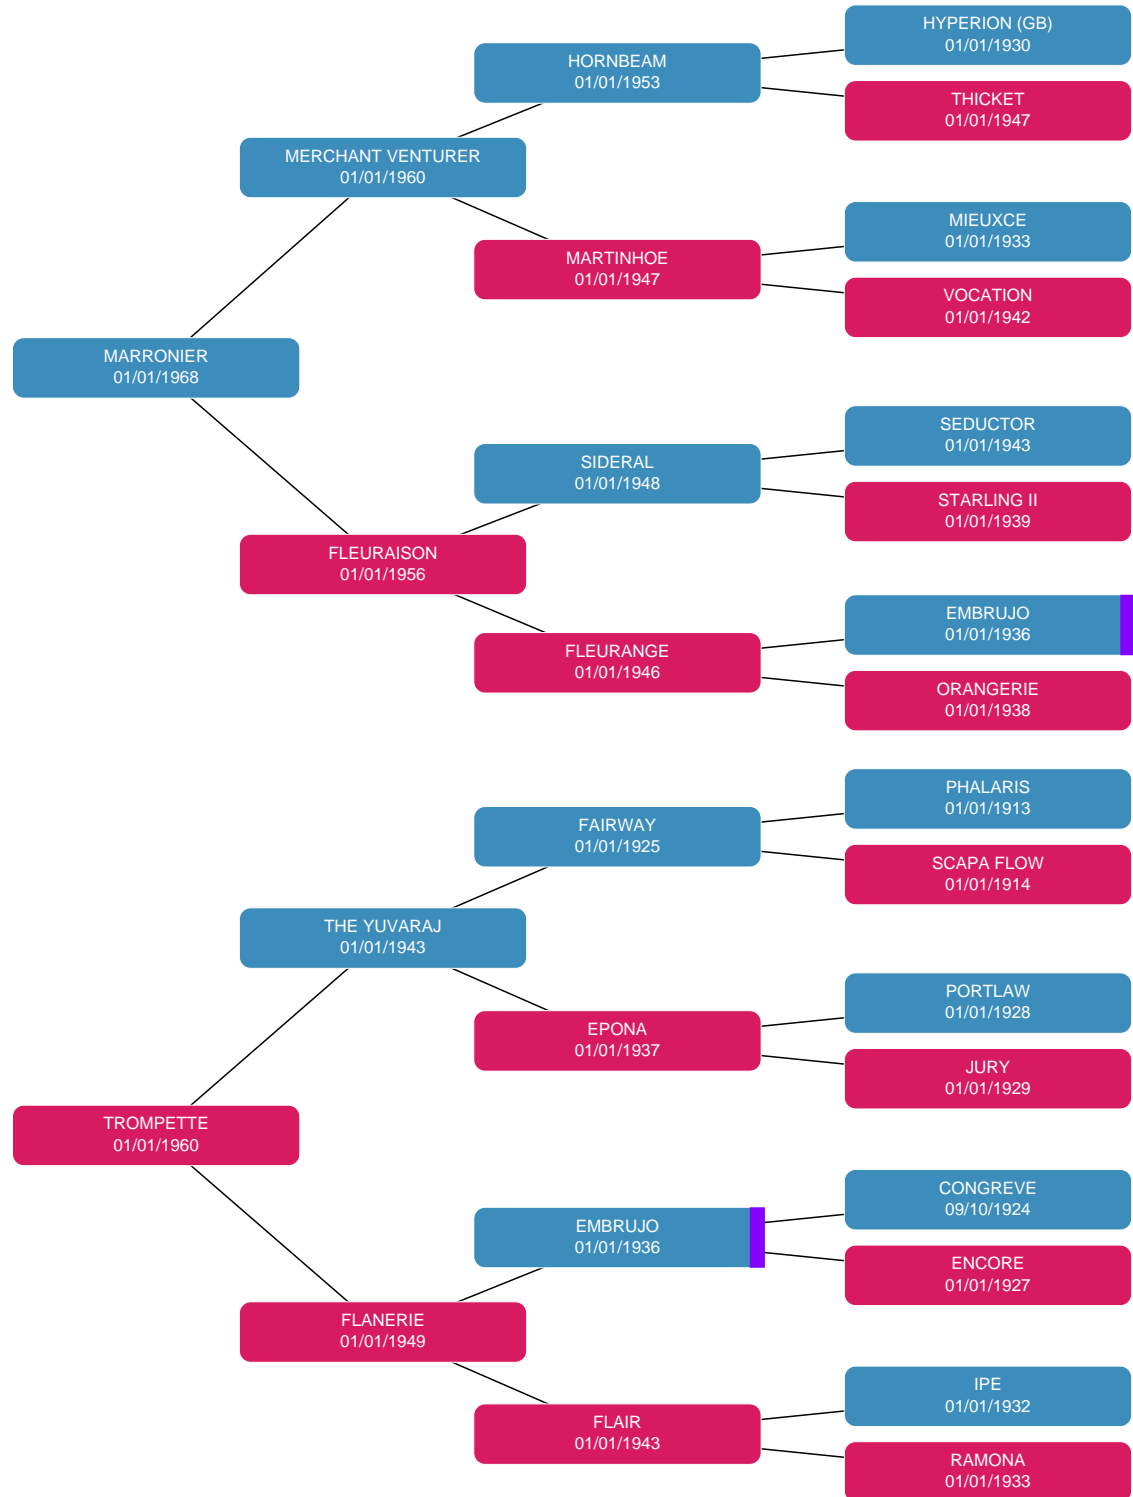 HYPERION (GB)
01/01/1930
HORNBEAM
01/01/1953
THICKET
01/01/1947
MERCHANT VENTURER
01/01/1960
MIEUXCE
01/01/1933
MARTINHOE
01/01/1947
VOCATION
01/01/1942
MARRONIER
01/01/1968
SEDUCTOR
01/01/1943
SIDERAL
01/01/1948
STARLING II
01/01/1939
FLEURAISON
01/01/1956
EMBRUJO
01/01/1936
FLEURANGE
01/01/1946
ORANGERIE
01/01/1938
PHALARIS
01/01/1913
FAIRWAY
01/01/1925
SCAPA FLOW
01/01/1914
THE YUVARAJ
01/01/1943
PORTLAW
01/01/1928
EPONA
01/01/1937
JURY
01/01/1929
TROMPETTE
01/01/1960
CONGREVE
09/10/1924
EMBRUJO
01/01/1936
ENCORE
01/01/1927
FLANERIE
01/01/1949
IPE
01/01/1932
FLAIR
01/01/1943
RAMONA
01/01/1933